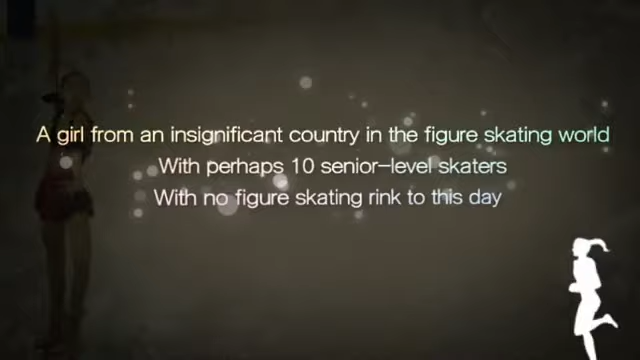 A girl from an insignificant country in the figure skating world
With perhaps 10 senior-level skaters
With no figure skating rink to this day